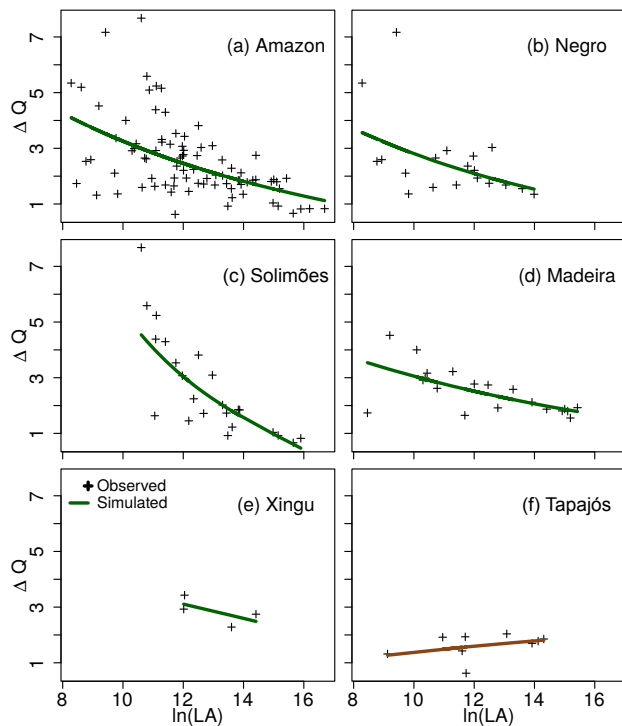 (a) Amazon
(b) Negro
Δ Q
1 3 5 7
(c) Solimões
(d) Madeira
Δ Q
1 3 5 7
+ Observed
Simulated
(e) Xingu
(f) Tapajós
Δ Q
1 3 5 7
8 10 12 14 16
8 10 12 14 16
ln(LA)
ln(LA)